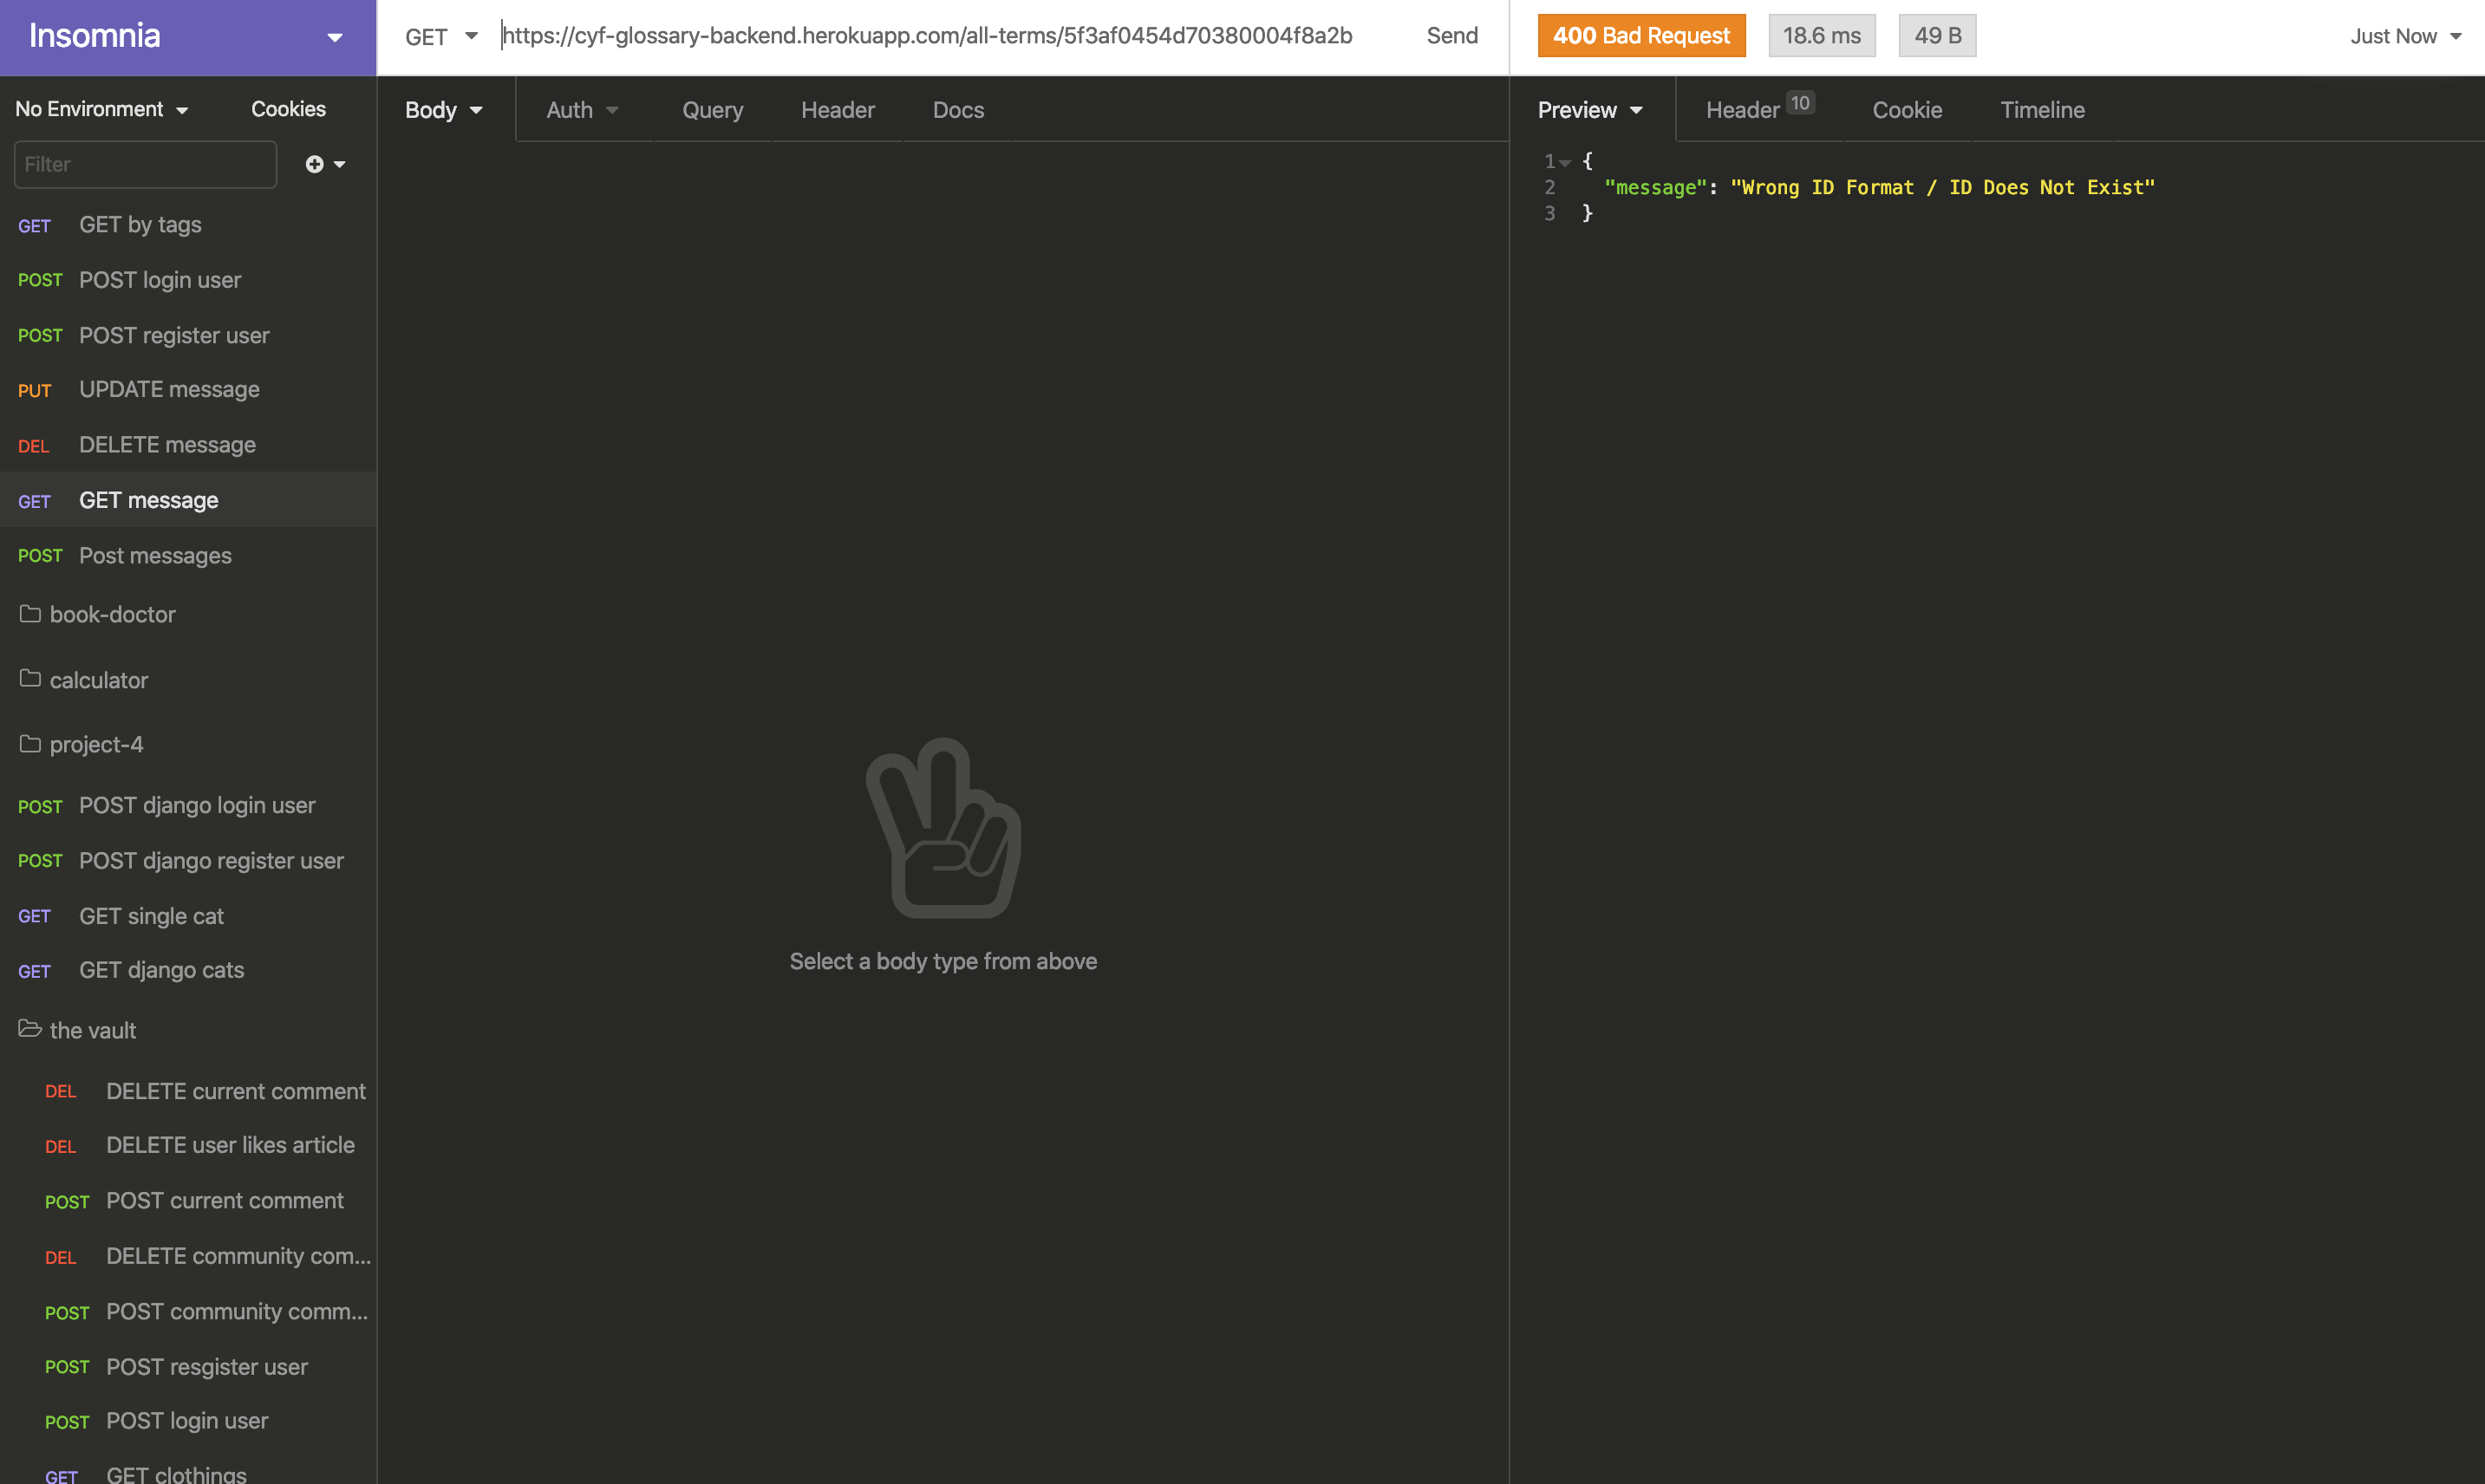 Insomnia
GET https://cyf-glossary-backend.herokuapp.com/all-terms/5f3af0454d70380004f8a2b Send
400 Bad Request 18.6 ms 49 B Just Now
No Environment Cookies
Filter
GET GET by tags
POST POST login user
POST POST register user
PUT UPDATE message
DEL DELETE message
GET GET message
POST Post messages
book-doctor
calculator
project-4
POST POST django login user
POST POST django register user
GET GET single cat
GET GET django cats
the vault
DEL DELETE current comment
DEL DELETE user likes article
POST POST current comment
DEL DELETE community com...
POST POST community comm...
POST POST resgister user
POST POST login user
GET GET clothings
Body Auth Query Header Docs
Select a body type from above
Preview Header 10 Cookie Timeline
1 {
2 "message": "Wrong ID Format / ID Does Not Exist"
3 }